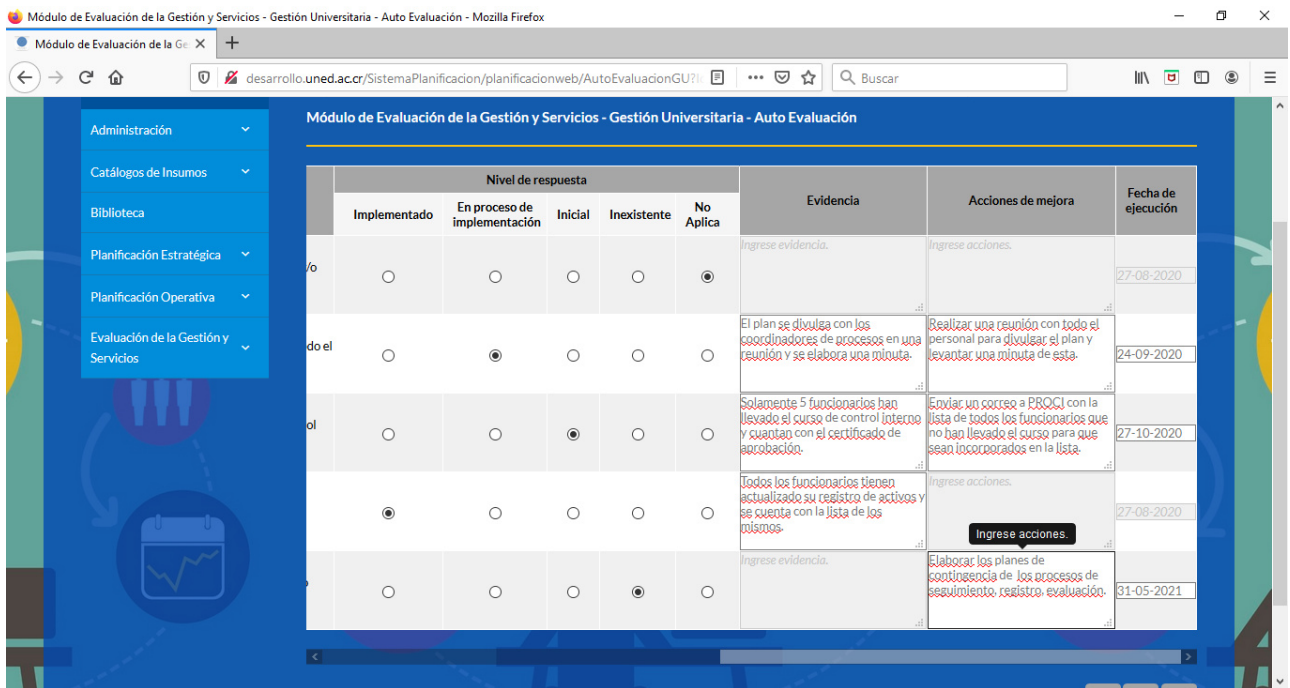 Módulo de Evaluación de la Gestión y Servicios - Gestión Universitaria - Auto Evaluación - Mozilla Firefox
Módulo de Evaluación de la Ge
desarrollo.uned.ac.cr/SistemaPlanificacion/planificacionweb/AutoEvaluacionGU?
Buscar
Administración
Catálogos de Insumos
Biblioteca
Planificación Estratégica
Planificación Operativa
Evaluación de la Gestión y
Servicios
Módulo de Evaluación de la Gestión y Servicios - Gestión Universitaria - Auto Evaluación
Nivel de respuesta
Evidencia
Acciones de mejora
Fecha de
ejecución
Implementado
En proceso de
implementación
Inicial
Inexistente
No
Aplica
/o
Ingrese evidencia.
Ingrese acciones.
27-08-2020
do el
El plan se divulga con los
coordinadores de procesos en una
reunión y se elabora una minuta.
Realizar una reunión con todo el
personal para divulgar el plan y
levantar una minuta de esta.
24-09-2020
ol
Solamente 5 funcionarios han
llevado el curso de control interno
y cuantan con el certificado de
aprobación.
Enviar un correo a PROCI con la
lista de todos los funcionarios que
no han llevado el curso para que
sean incorporados en la lista.
27-10-2020
Todos los funcionarios tienen
actualizado su registro de activos y
se cuenta con la lista de los
mismos.
Ingrese acciones.
27-08-2020
Ingrese acciones.
Ingrese evidencia.
Elaborar los planes de
contingencia de los procesos de
seguimiento, registro, evaluación.
31-05-2021